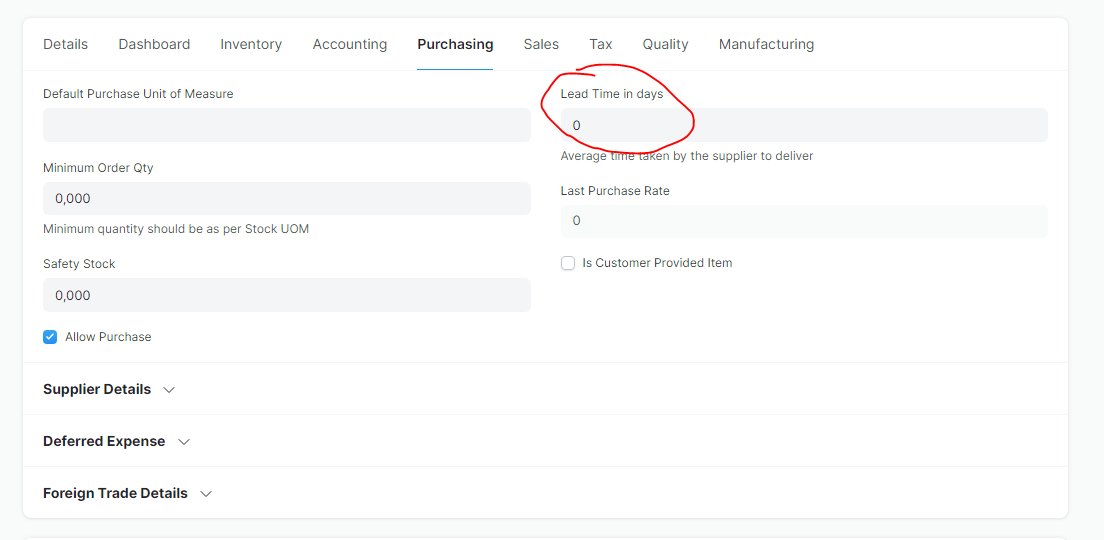 Details Dashboard Inventory Accounting Purchasing Sales Tax Quality Manufacturing
Default Purchase Unit of Measure
Minimum Order Qty
0,000
Minimum quantity should be as per Stock UOM
Safety Stock
0,000
Allow Purchase
Lead Time in days
0
Average time taken by the supplier to deliver
Last Purchase Rate
0
Is Customer Provided Item
Supplier Details
Deferred Expense
Foreign Trade Details